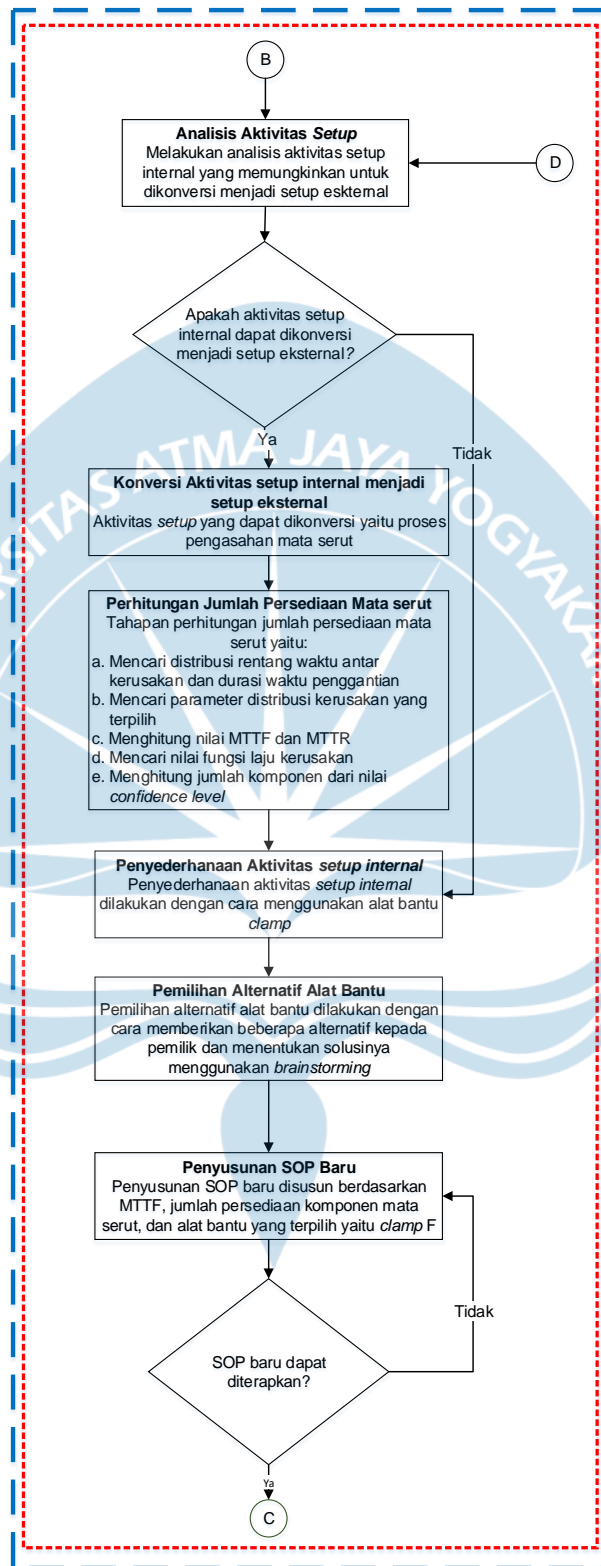 B
Analisis Aktivitas Setup
Melakukan analisis aktivitas setup
internal yang memungkinkan untuk
dikonversi menjadi setup eskternal
D
Apakah aktivitas setup
internal dapat dikonversi
menjadi setup eksternal?
Ya
Tidak
Konversi Aktivitas setup internal menjadi
setup eksternal
Aktivitas setup yang dapat dikonversi yaitu proses
pengasahan mata serut
Perhitungan Jumlah Persediaan Mata serut
Tahapan perhitungan jumlah persediaan mata
serut yaitu:
a. Mencari distribusi rentang waktu antar
kerusakan dan durasi waktu penggantian
b. Mencari parameter distribusi kerusakan yang
terpilih
c. Menghitung nilai MTTF dan MTTR
d. Mencari nilai fungsi laju kerusakan
e. Menghitung jumlah komponen dari nilai
confidence level
Penyederhanaan Aktivitas setup internal
Penyederhanaan aktivitas setup internal
dilakukan dengan cara menggunakan alat bantu
clamp
Pemilihan Alternatif Alat Bantu
Pemilihan alternatif alat bantu dilakukan dengan
cara memberikan beberapa alternatif kepada
pemilik dan menentukan solusinya
menggunakan brainstorming
Penyusunan SOP Baru
Penyusunan SOP baru disusun berdasarkan
MTTF, jumlah persediaan komponen mata
serut, dan alat bantu yang terpilih yaitu clamp F
Tidak
SOP baru dapat
diterapkan?
Ya
C
ERSITAS ATMA JAYA YOGYAKAR